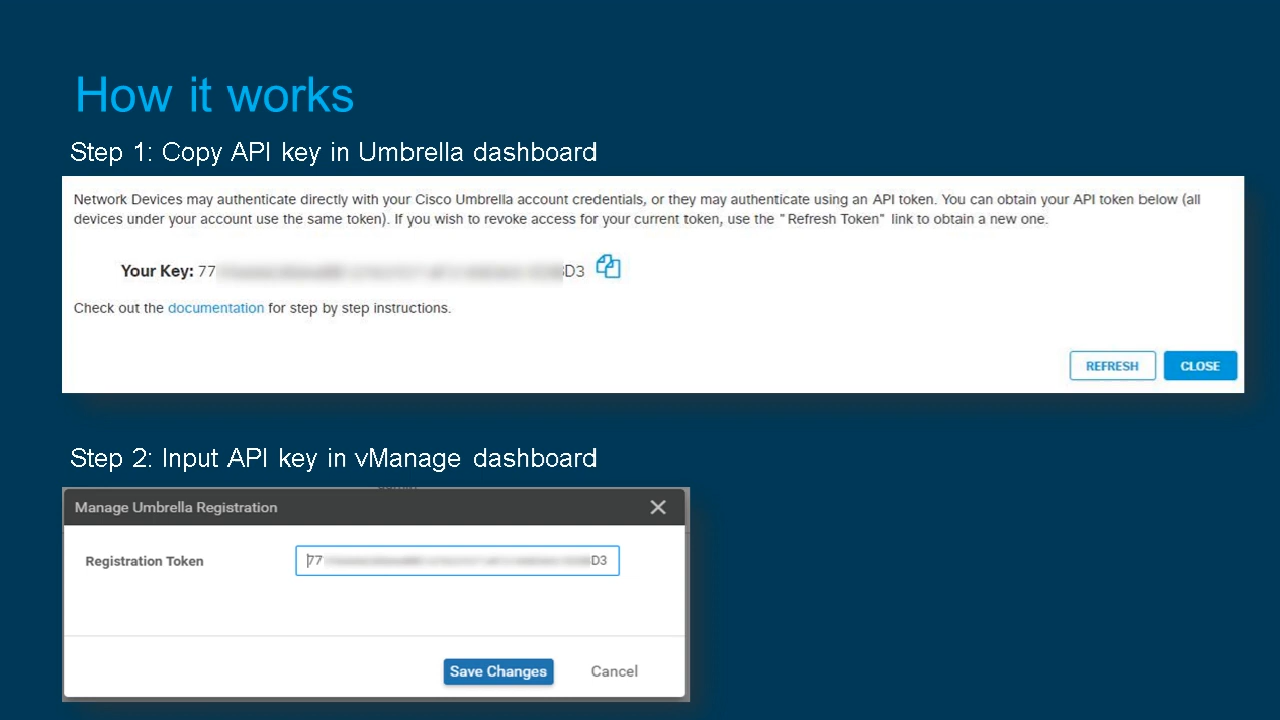 How it works
Step 1: Copy API key in Umbrella dashboard
Network Devices may authenticate directly with your Cisco Umbrella account credentials, or they may authenticate using an API token. You can obtain your API token below (all
devices under your account use the same token). If you wish to revoke access for your current token, use the "Refresh Token" link to obtain a new one.
Your Key: 77 D3
Check out the documentation for step by step instructions.
REFRESH CLOSE
Step 2: Input API key in vManage dashboard
Manage Umbrella Registration
Registration Token 77 D3
Save Changes Cancel